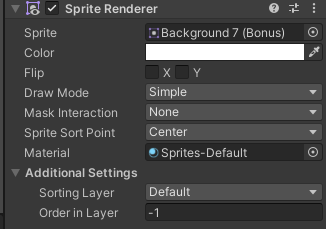 Sprite Renderer
Sprite Background 7 (Bonus)
Color
Flip X Y
Draw Mode Simple
Mask Interaction None
Sprite Sort Point Center
Material Sprites-Default
Additional Settings
Sorting Layer Default
Order in Layer -1